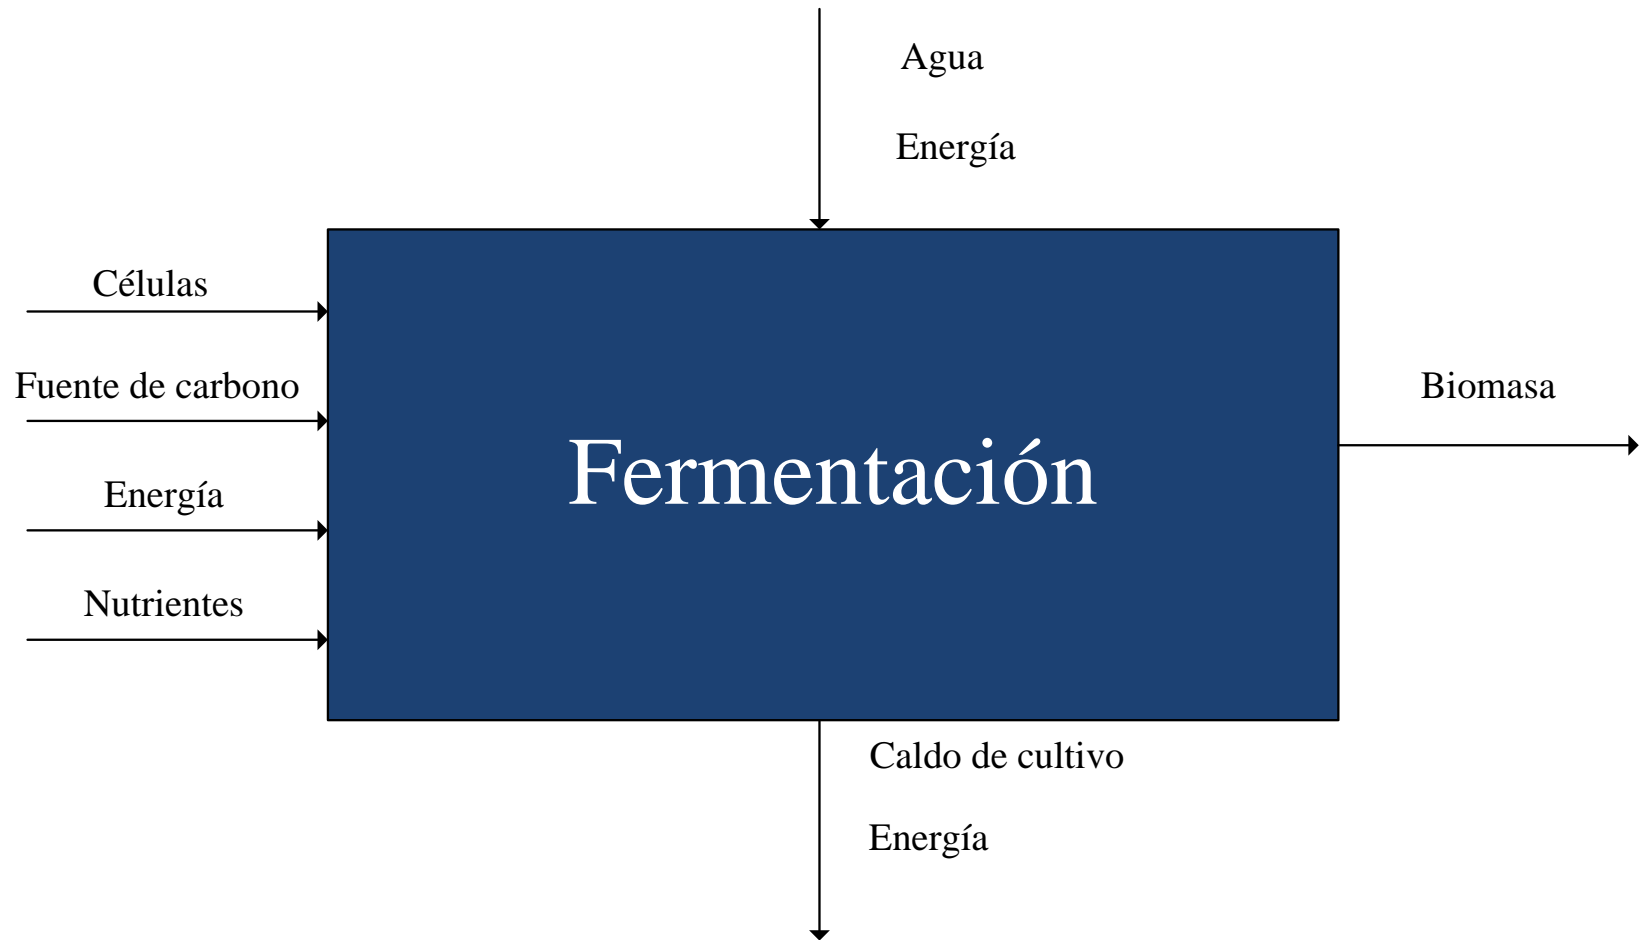 Agua
Energía
Células
Fuente de carbono
Energía
Nutrientes
Fermentación
Biomasa
Caldo de cultivo
Energía